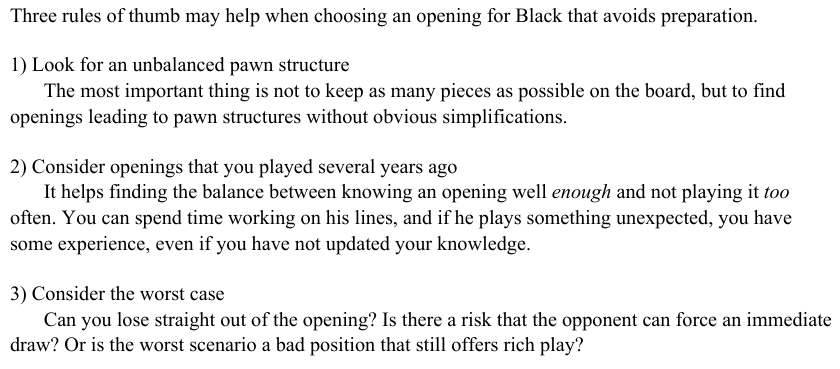 Three rules of thumb may help when choosing an opening for Black that avoids preparation.
1) Look for an unbalanced pawn structure
The most important thing is not to keep as many pieces as possible on the board, but to find
openings leading to pawn structures without obvious simplifications.
2) Consider openings that you played several years ago
It helps finding the balance between knowing an opening well enough and not playing it too
often. You can spend time working on his lines, and if he plays something unexpected, you have
some experience, even if you have not updated your knowledge.
3) Consider the worst case
Can you lose straight out of the opening? Is there a risk that the opponent can force an immediate
draw? Or is the worst scenario a bad position that still offers rich play?